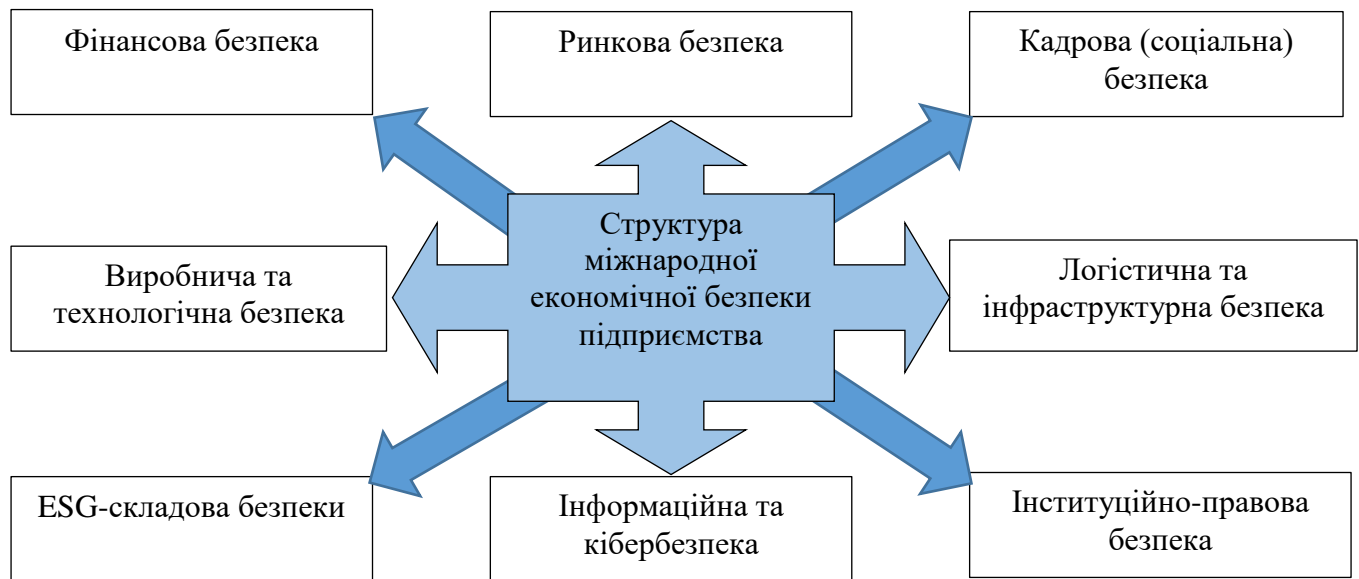 Фінансова безпека
Ринкова безпека
Кадрова (соціальна)
безпека
Структура
міжнародної
економічної безпеки
підприємства
Виробнича та
технологічна безпека
Логістична та
інфраструктурна безпека
ESG-складова безпеки
Інформаційна та
кібербезпека
Інституційно-правова
безпека